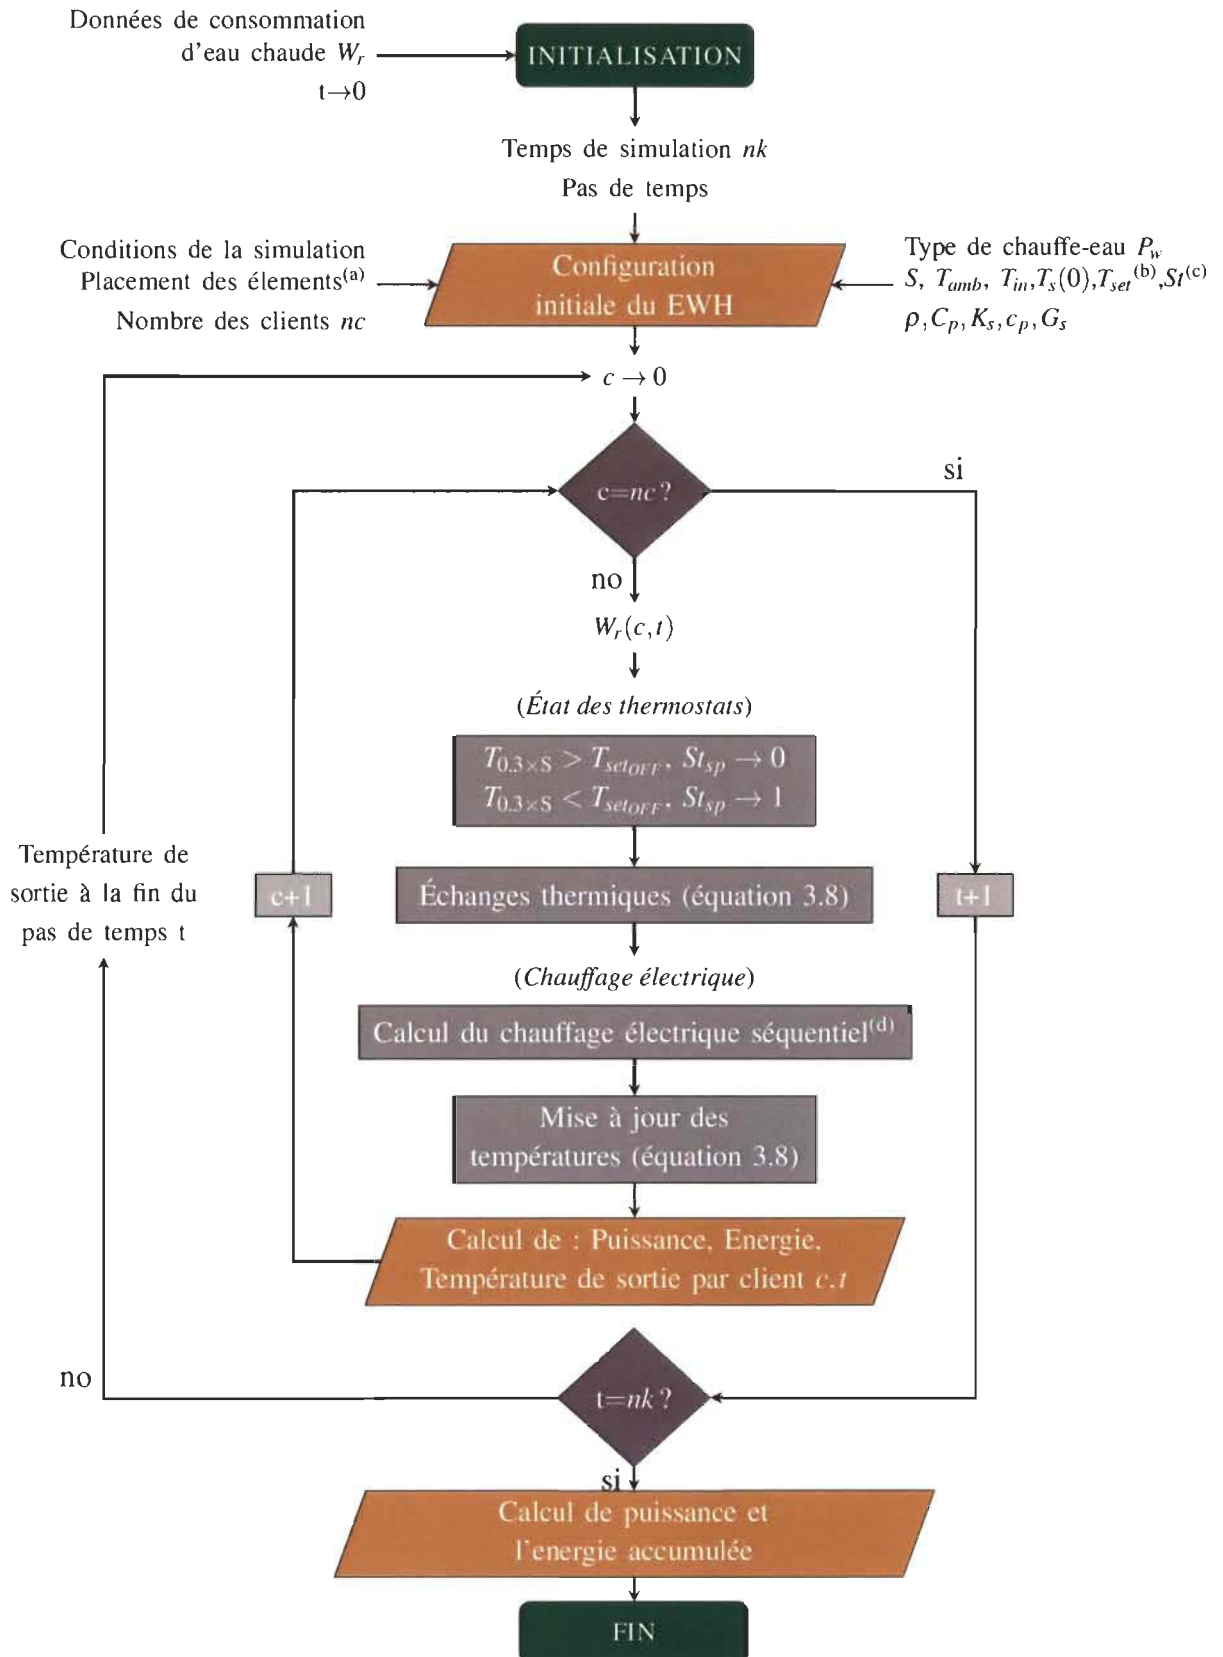 Données de consommation
d'eau chaude W_r
t→0
INITIALISATION
Temps de simulation nk
Pas de temps
Conditions de la simulation
Placement des élements(a)
Nombre des clients nc
Configuration
initiale du EWH
Type de chauffe-eau P_w
S, T_amb, T_in,T_s(0),T_set(b),St(c)
ρ,C_p,K_s,c_p,G_s
c → 0
c=nc?
si
no
W_r(c,t)
(État des thermostats)
T_0.3×S > T_set_OFF, St_sp → 0
T_0.3×S < T_set_OFF, St_sp → 1
Température de
sortie à la fin du
pas de temps t
c+1
Échanges thermiques (équation 3.8)
t+1
(Chauffage électrique)
Calcul du chauffage électrique séquentiel(d)
Mise à jour des
températures (équation 3.8)
Calcul de : Puissance, Energie,
Température de sortie par client c.t
no
t=nk?
si
Calcul de puissance et
l'energie accumulée
FIN